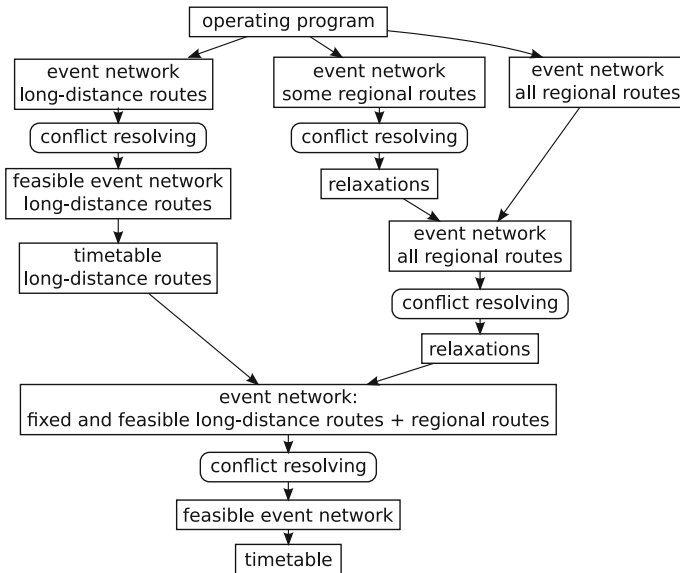 operating program
event network
long-distance routes
event network
some regional routes
event network
all regional routes
conflict resolving
conflict resolving
feasible event network
long-distance routes
relaxations
timetable
long-distance routes
event network
all regional routes
conflict resolving
relaxations
event network:
fixed and feasible long-distance routes + regional routes
conflict resolving
feasible event network
timetable